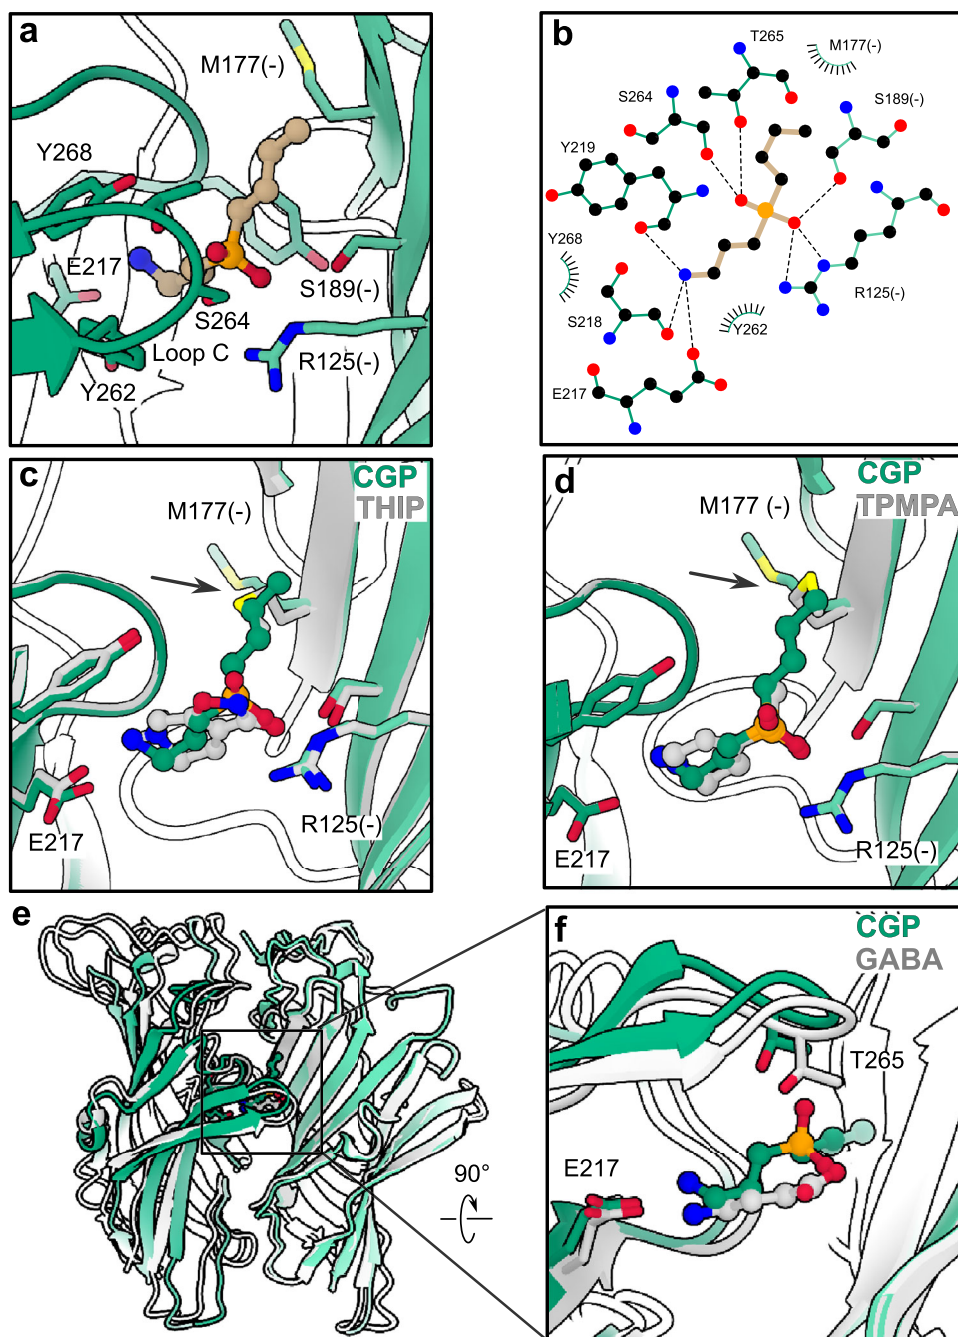 a
M177(-)
Y268
E217
S189(-)
S264
Loop C
R125(-)
Y262
b
T265
M177(-)
S264
S189(-)
Y219
Y268
R125(-)
S218
Y262
E217
c
CGP
THIP
M177(-)
R125(-)
E217
d
CGP
TPMPA
M177 (-)
E217
R125(-)
e
90°
f
CGP
GABA
T265
E217